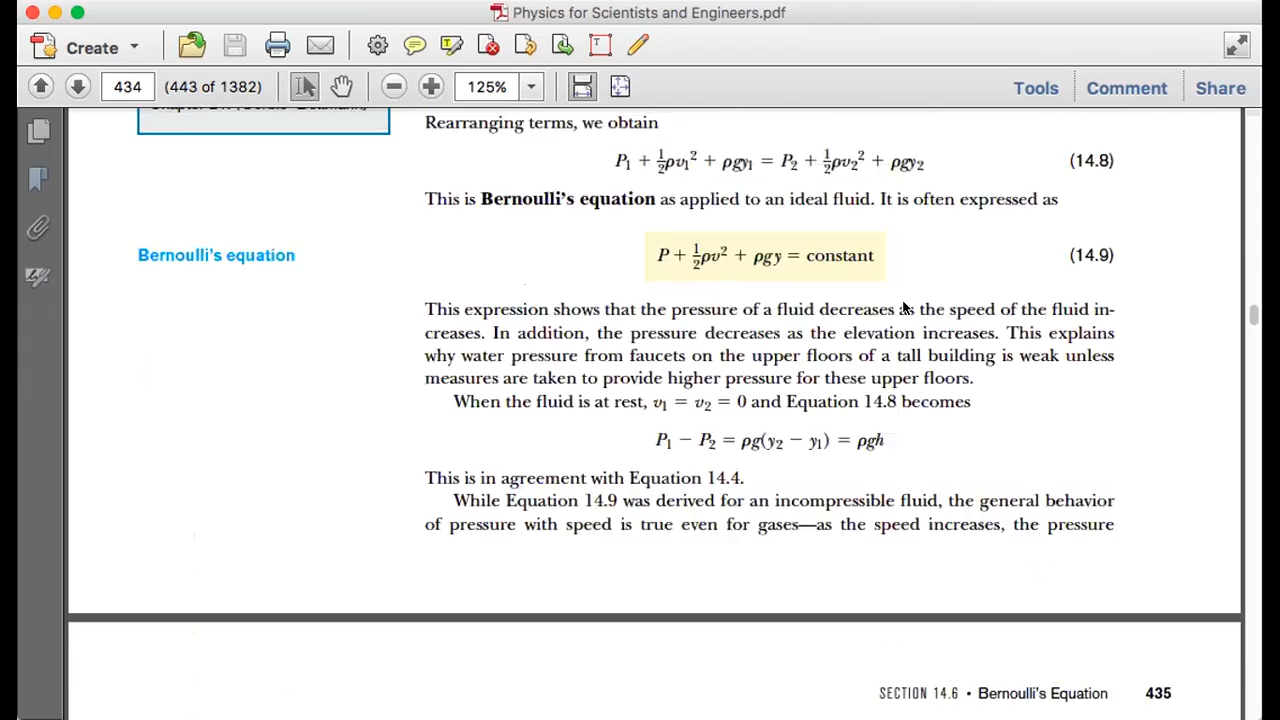 Physics for Scientists and Engineers.pdf
Create
434 (443 of 1382) 125% Tools Comment Share
Rearranging terms, we obtain
P₁ + ½ρv₁² + ρgy₁ = P₂ + ½ρv₂² + ρgy₂ (14.8)
This is Bernoulli's equation as applied to an ideal fluid. It is often expressed as
Bernoulli's equation P + ½ρv² + ρgy = constant (14.9)
This expression shows that the pressure of a fluid decreases as the speed of the fluid in-
creases. In addition, the pressure decreases as the elevation increases. This explains
why water pressure from faucets on the upper floors of a tall building is weak unless
measures are taken to provide higher pressure for these upper floors.
When the fluid is at rest, v₁ = v₂ = 0 and Equation 14.8 becomes
P₁ − P₂ = ρg(y₂ − y₁) = ρgh
This is in agreement with Equation 14.4.
While Equation 14.9 was derived for an incompressible fluid, the general behavior
of pressure with speed is true even for gases—as the speed increases, the pressure
SECTION 14.6 • Bernoulli's Equation 435